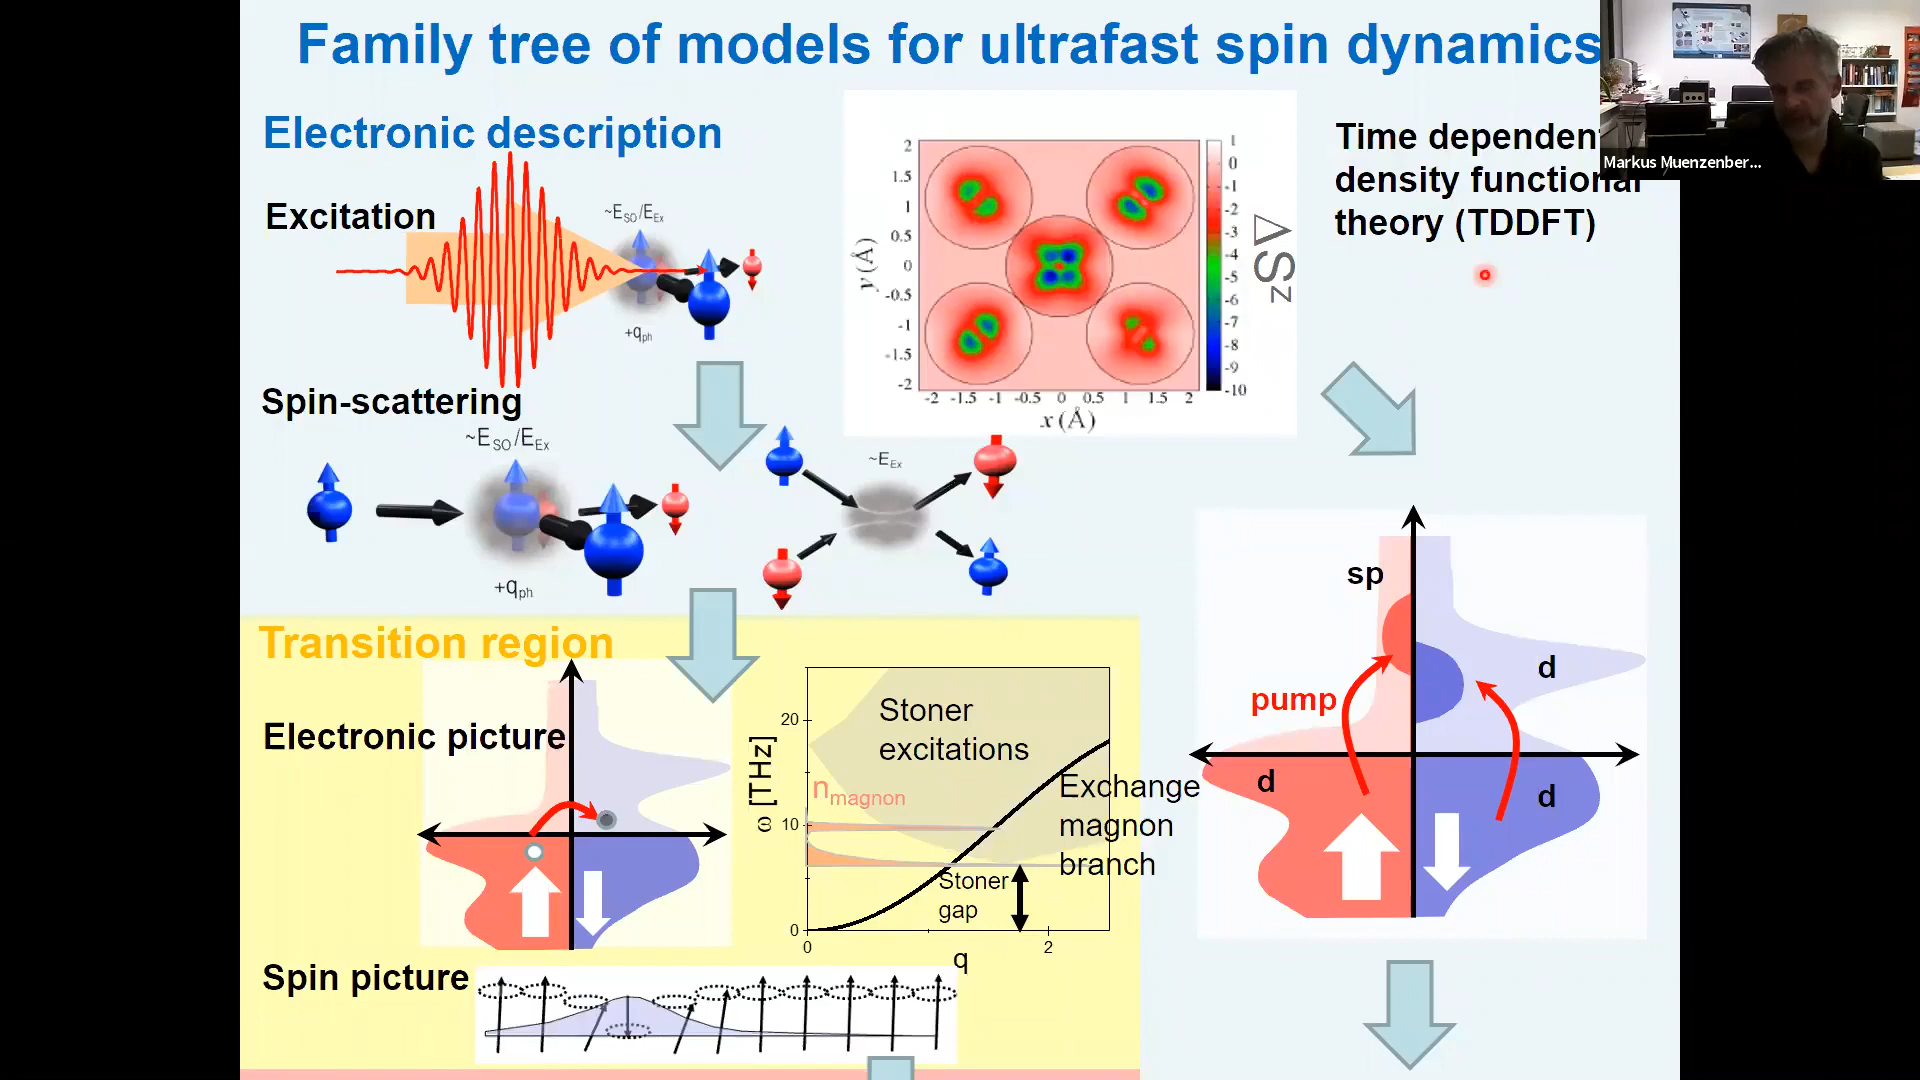 Family tree of models for ultrafast spin dynamics
Electronic description
Excitation
~E_SO/E_Ex
+q_ph
Spin-scattering
~E_SO/E_Ex
+q_ph
~E_Ex
2
1.5
1
0.5
0
-0.5
-1
-1.5
-2
-2 -1.5 -1 -0.5 0 0.5 1 1.5 2
y (Å)
x (Å)
1
0
-1
-2
-3
-4
-5
-6
-7
-8
-9
-10
ΔS^z
Time dependent
density functional
theory (TDDFT)
Markus Muenzenber...
Transition region
Electronic picture
Spin picture
ω [THz]
20
10
0
0
2
q
Stoner
excitations
n_magnon
Exchange
magnon
branch
Stoner
gap
sp
d
pump
d
d